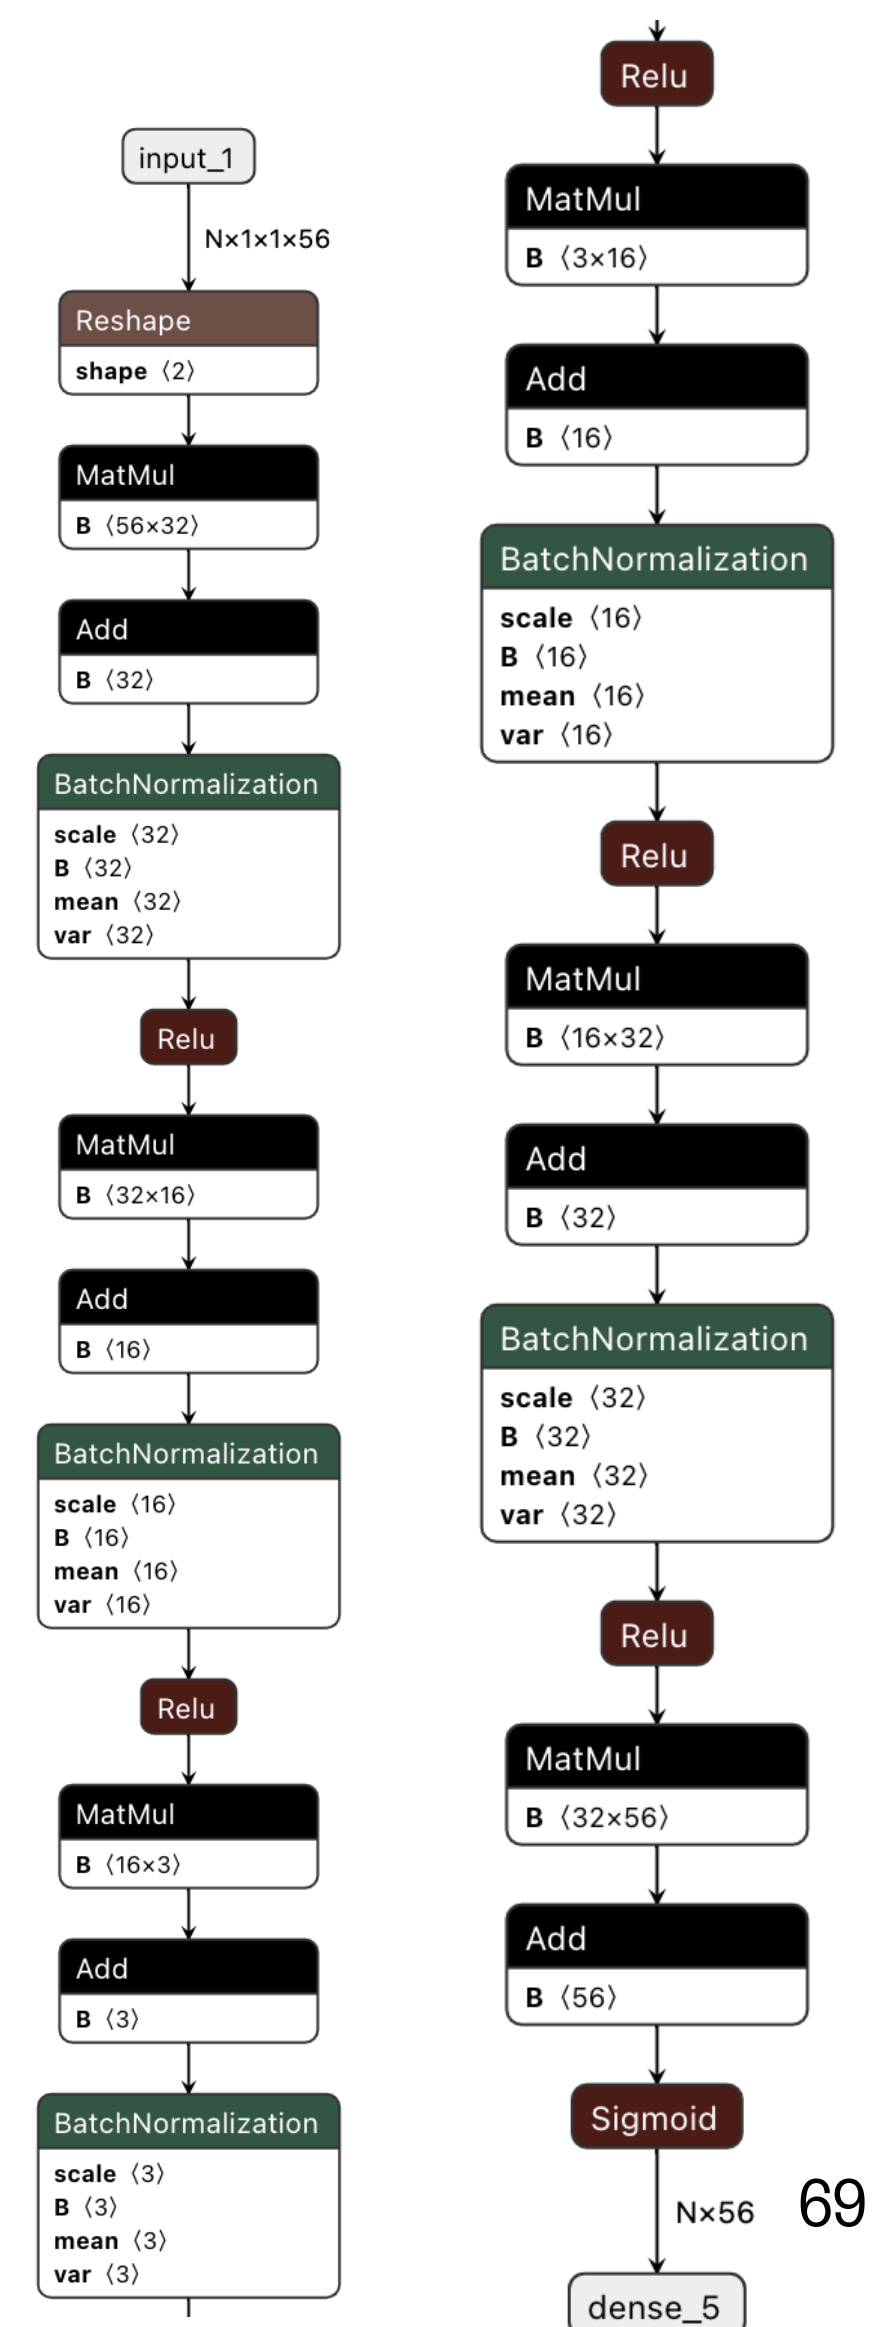 input_1
N×1×1×56
Reshape
shape ⟨2⟩
MatMul
B ⟨56×32⟩
Add
B ⟨32⟩
BatchNormalization
scale ⟨32⟩
B ⟨32⟩
mean ⟨32⟩
var ⟨32⟩
Relu
MatMul
B ⟨32×16⟩
Add
B ⟨16⟩
BatchNormalization
scale ⟨16⟩
B ⟨16⟩
mean ⟨16⟩
var ⟨16⟩
Relu
MatMul
B ⟨16×3⟩
Add
B ⟨3⟩
BatchNormalization
scale ⟨3⟩
B ⟨3⟩
mean ⟨3⟩
var ⟨3⟩
Relu
MatMul
B ⟨3×16⟩
Add
B ⟨16⟩
BatchNormalization
scale ⟨16⟩
B ⟨16⟩
mean ⟨16⟩
var ⟨16⟩
Relu
MatMul
B ⟨16×32⟩
Add
B ⟨32⟩
BatchNormalization
scale ⟨32⟩
B ⟨32⟩
mean ⟨32⟩
var ⟨32⟩
Relu
MatMul
B ⟨32×56⟩
Add
B ⟨56⟩
Sigmoid
N×56
69
dense_5